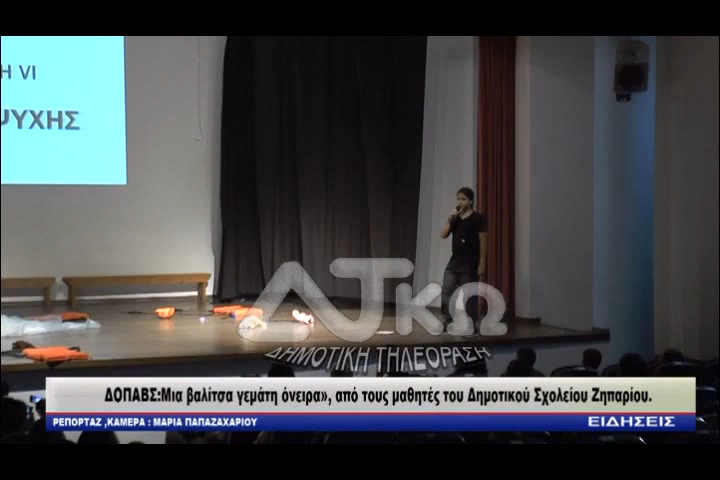 Η VI
ΨΥΧΗΣ
ΔΤΚΩ
ΔΗΜΟΤΙΚΗ ΤΗΛΕΟΡΑΣΗ
ΔΟΠΑΒΣ:Μια βαλίτσα γεμάτη όνειρα», από τους μαθητές του Δημοτικού Σχολείου Ζηπαρίου.
ΡΕΠΟΡΤΑΖ ,ΚΑΜΕΡΑ : ΜΑΡΙΑ ΠΑΠΑΖΑΧΑΡΙΟΥ
ΕΙΔΗΣΕΙΣ